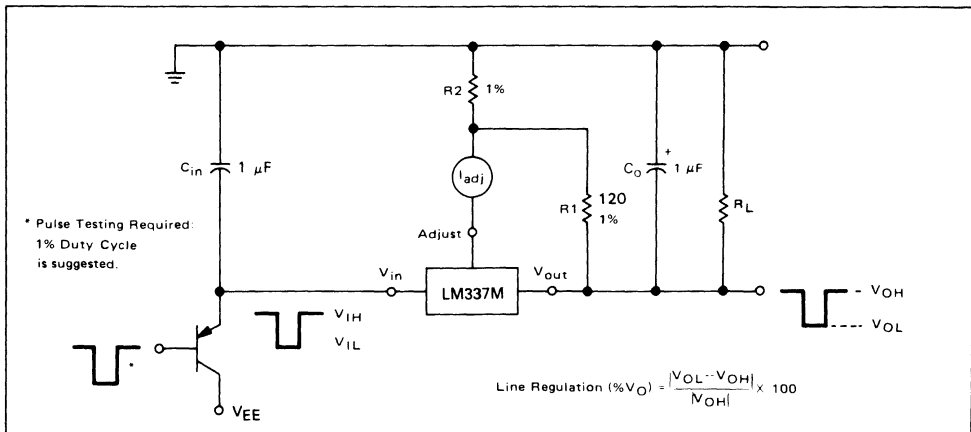 R2
1%
Cin
1 μF
Iadj
CO
+
1 μF
R1
120
1%
RL
* Pulse Testing Required:
1% Duty Cycle
is suggested.
Adjust
Vin
LM337M
Vout
VIH
VIL
VOH
VOL
*
VEE
Line Regulation (%VO) = |VOL--VOH| / |VOH| x 100